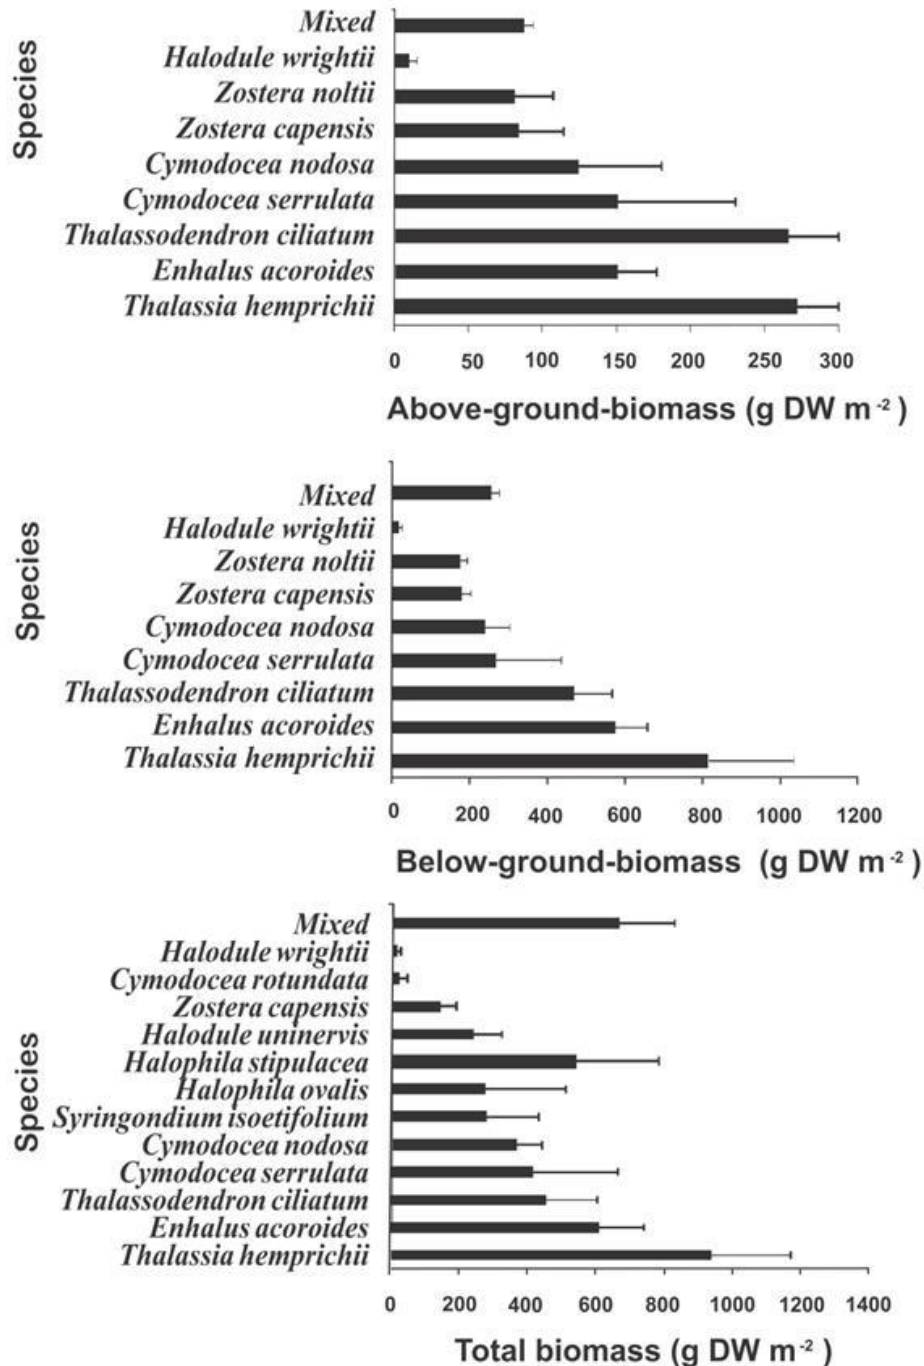 Species
Mixed
Halodule wrightii
Zostera noltii
Zostera capensis
Cymodocea nodosa
Cymodocea serrulata
Thalassodendron ciliatum
Enhalus acoroides
Thalassia hemprichii
0 50 100 150 200 250 300
Above-ground-biomass (g DW m -2 )
Species
Mixed
Halodule wrightii
Zostera noltii
Zostera capensis
Cymodocea nodosa
Cymodocea serrulata
Thalassodendron ciliatum
Enhalus acoroides
Thalassia hemprichii
0 200 400 600 800 1000 1200
Below-ground-biomass (g DW m -2 )
Species
Mixed
Halodule wrightii
Cymodocea rotundata
Zostera capensis
Halodule uninervis
Halophila stipulacea
Halophila ovalis
Syringondium isoetifolium
Cymodocea nodosa
Cymodocea serrulata
Thalassodendron ciliatum
Enhalus acoroides
Thalassia hemprichii
0 200 400 600 800 1000 1200 1400
Total biomass (g DW m -2 )